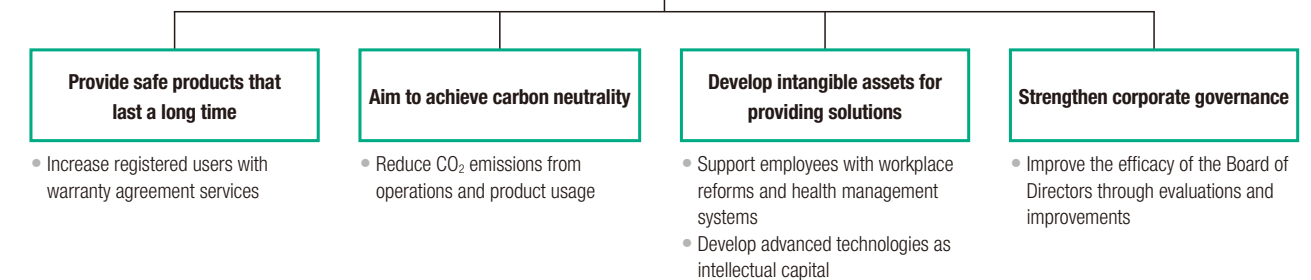 Provide safe products that
last a long time
• Increase registered users with
warranty agreement services
Aim to achieve carbon neutrality
• Reduce CO₂ emissions from
operations and product usage
Develop intangible assets for
providing solutions
• Support employees with workplace
reforms and health management
systems
• Develop advanced technologies as
intellectual capital
Strengthen corporate governance
• Improve the efficacy of the Board of
Directors through evaluations and
improvements